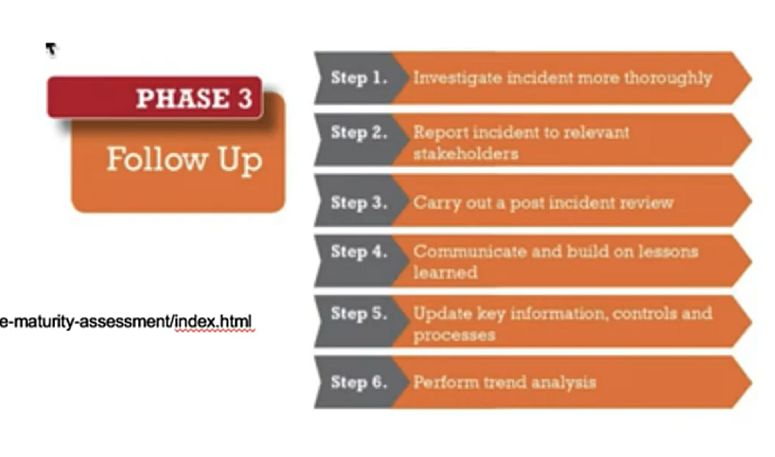 PHASE 3
Follow Up
Step 1. Investigate incident more thoroughly
Step 2. Report incident to relevant
stakeholders
Step 3. Carry out a post incident review
Step 4. Communicate and build on lessons
learned
Step 5. Update key information, controls and
processes
Step 6. Perform trend analysis
e-maturity-assessment/index.html